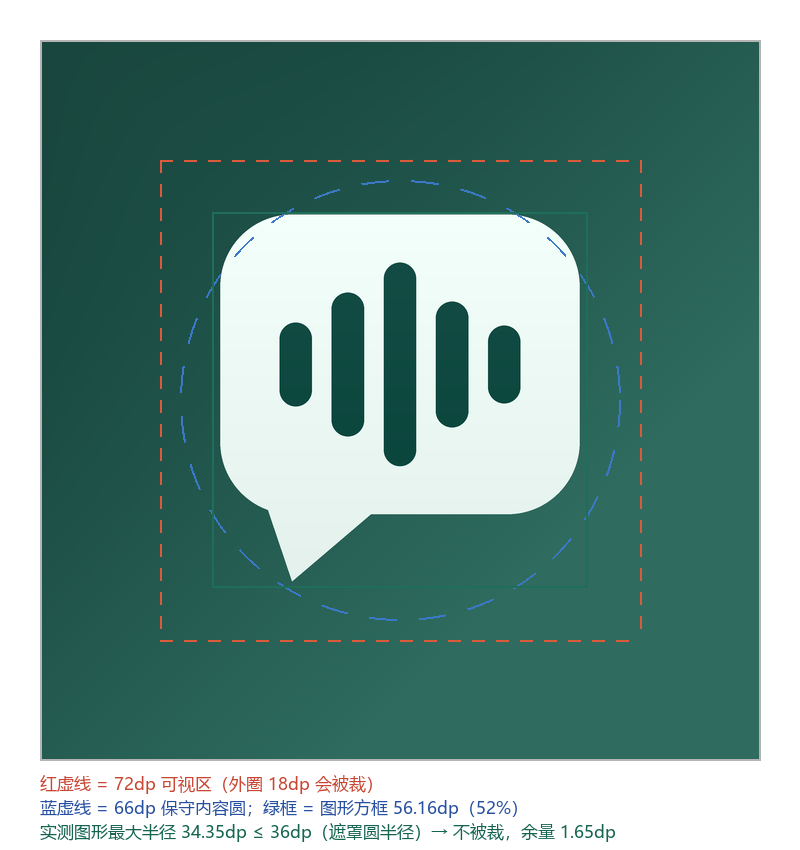 红虚线 = 72dp 可视区（外圈 18dp 会被裁）
蓝虚线 = 66dp 保守内容圆；绿框 = 图形方框 56.16dp（52%）
实测图形最大半径 34.35dp ≤ 36dp（遮罩圆半径）→ 不被裁，余量 1.65dp